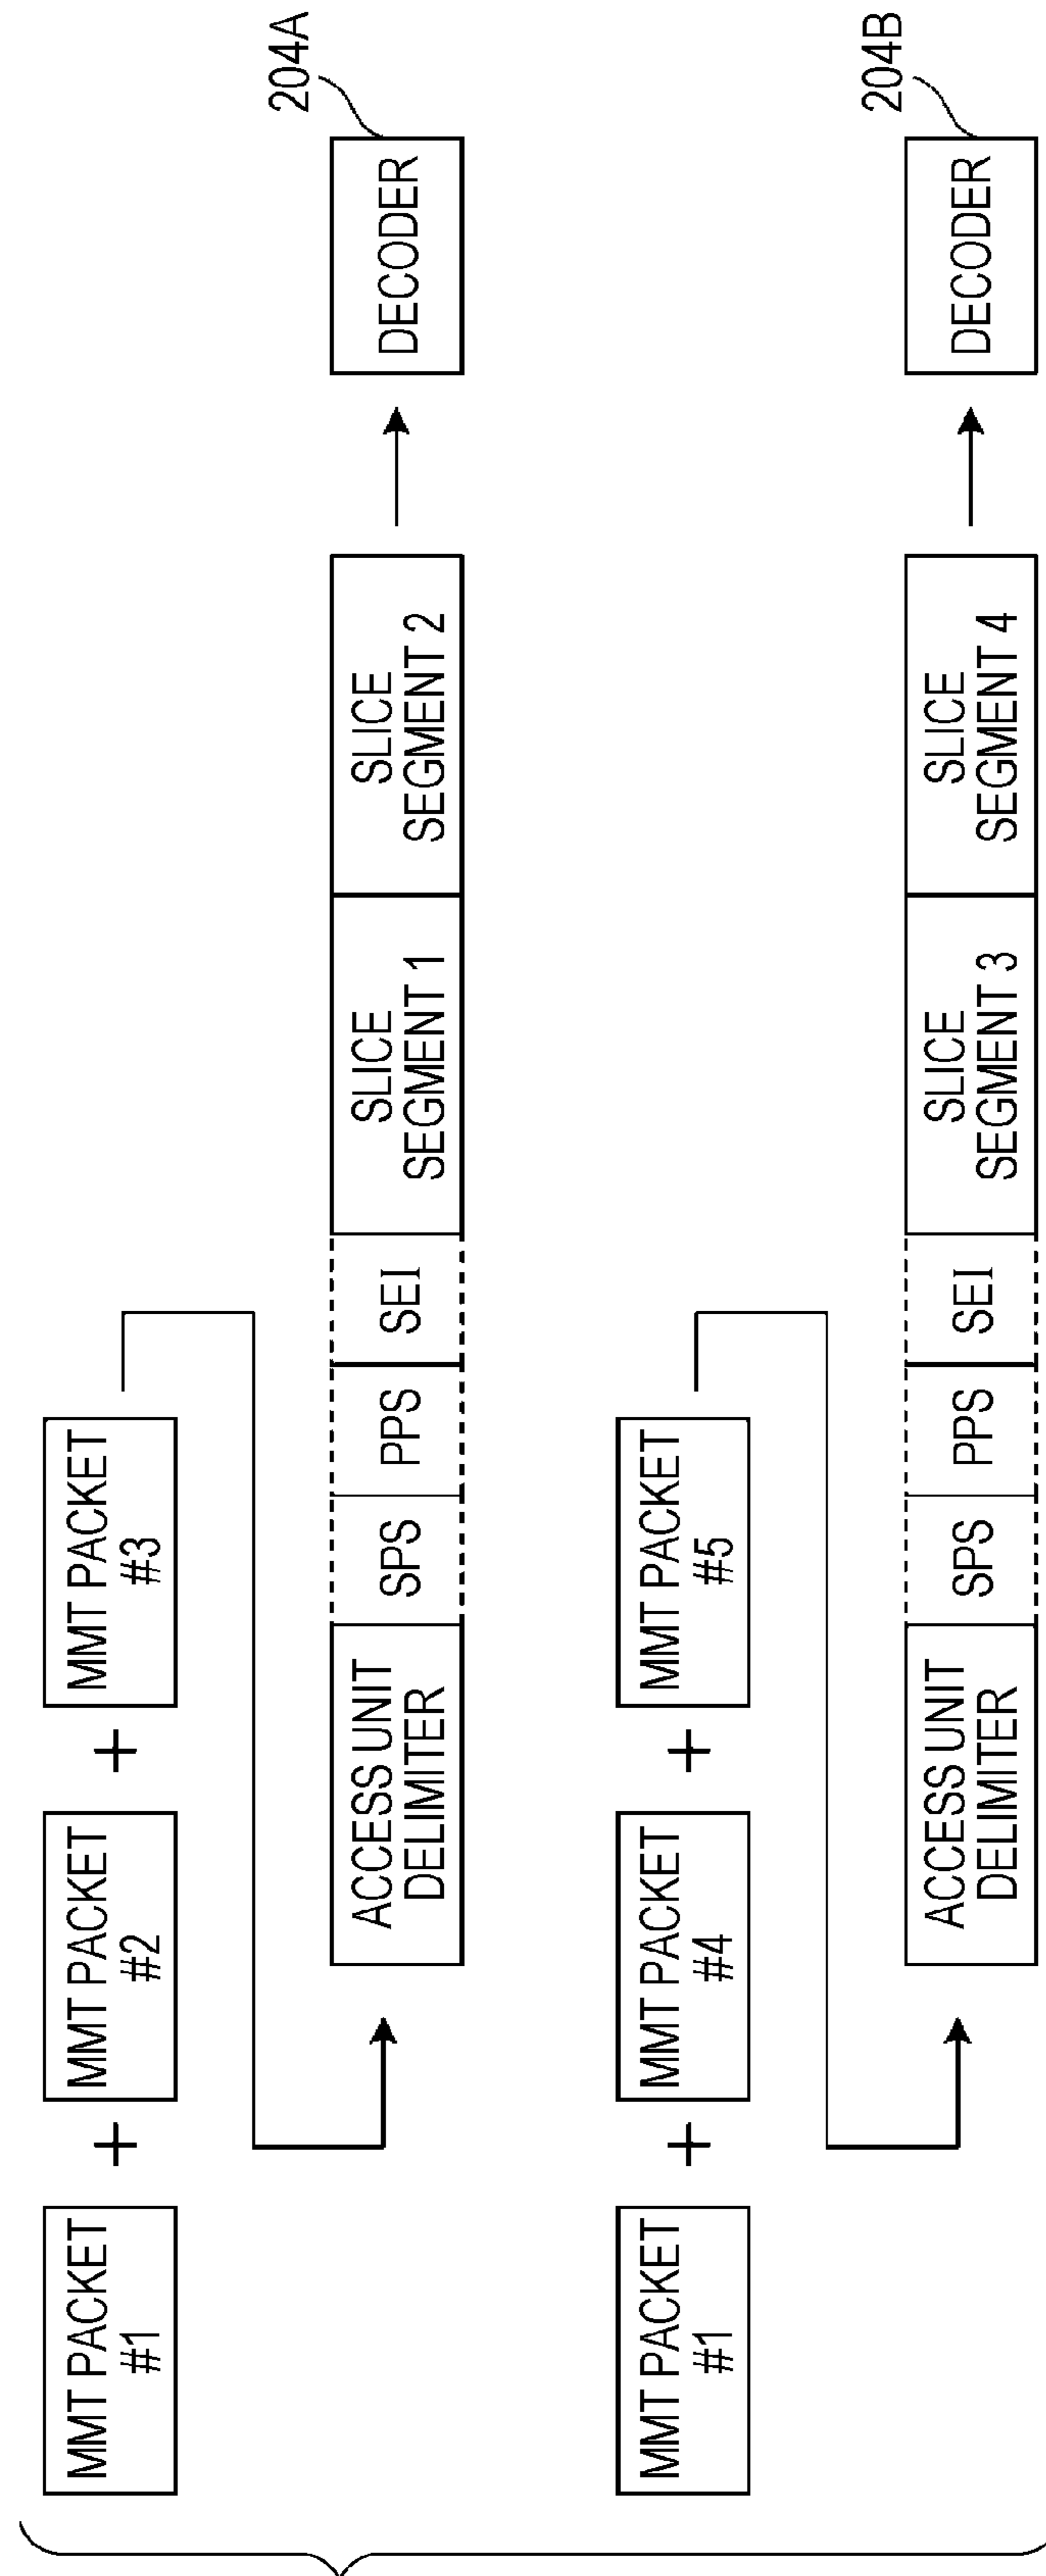 MMT PACKET
#1
+
MMT PACKET
#2
+
MMT PACKET
#3
ACCESS UNIT
DELIMITER
SPS
PPS
SEI
SLICE
SEGMENT 1
SLICE
SEGMENT 2
DECODER
204A
MMT PACKET
#1
+
MMT PACKET
#4
+
MMT PACKET
#5
ACCESS UNIT
DELIMITER
SPS
PPS
SEI
SLICE
SEGMENT 3
SLICE
SEGMENT 4
DECODER
204B